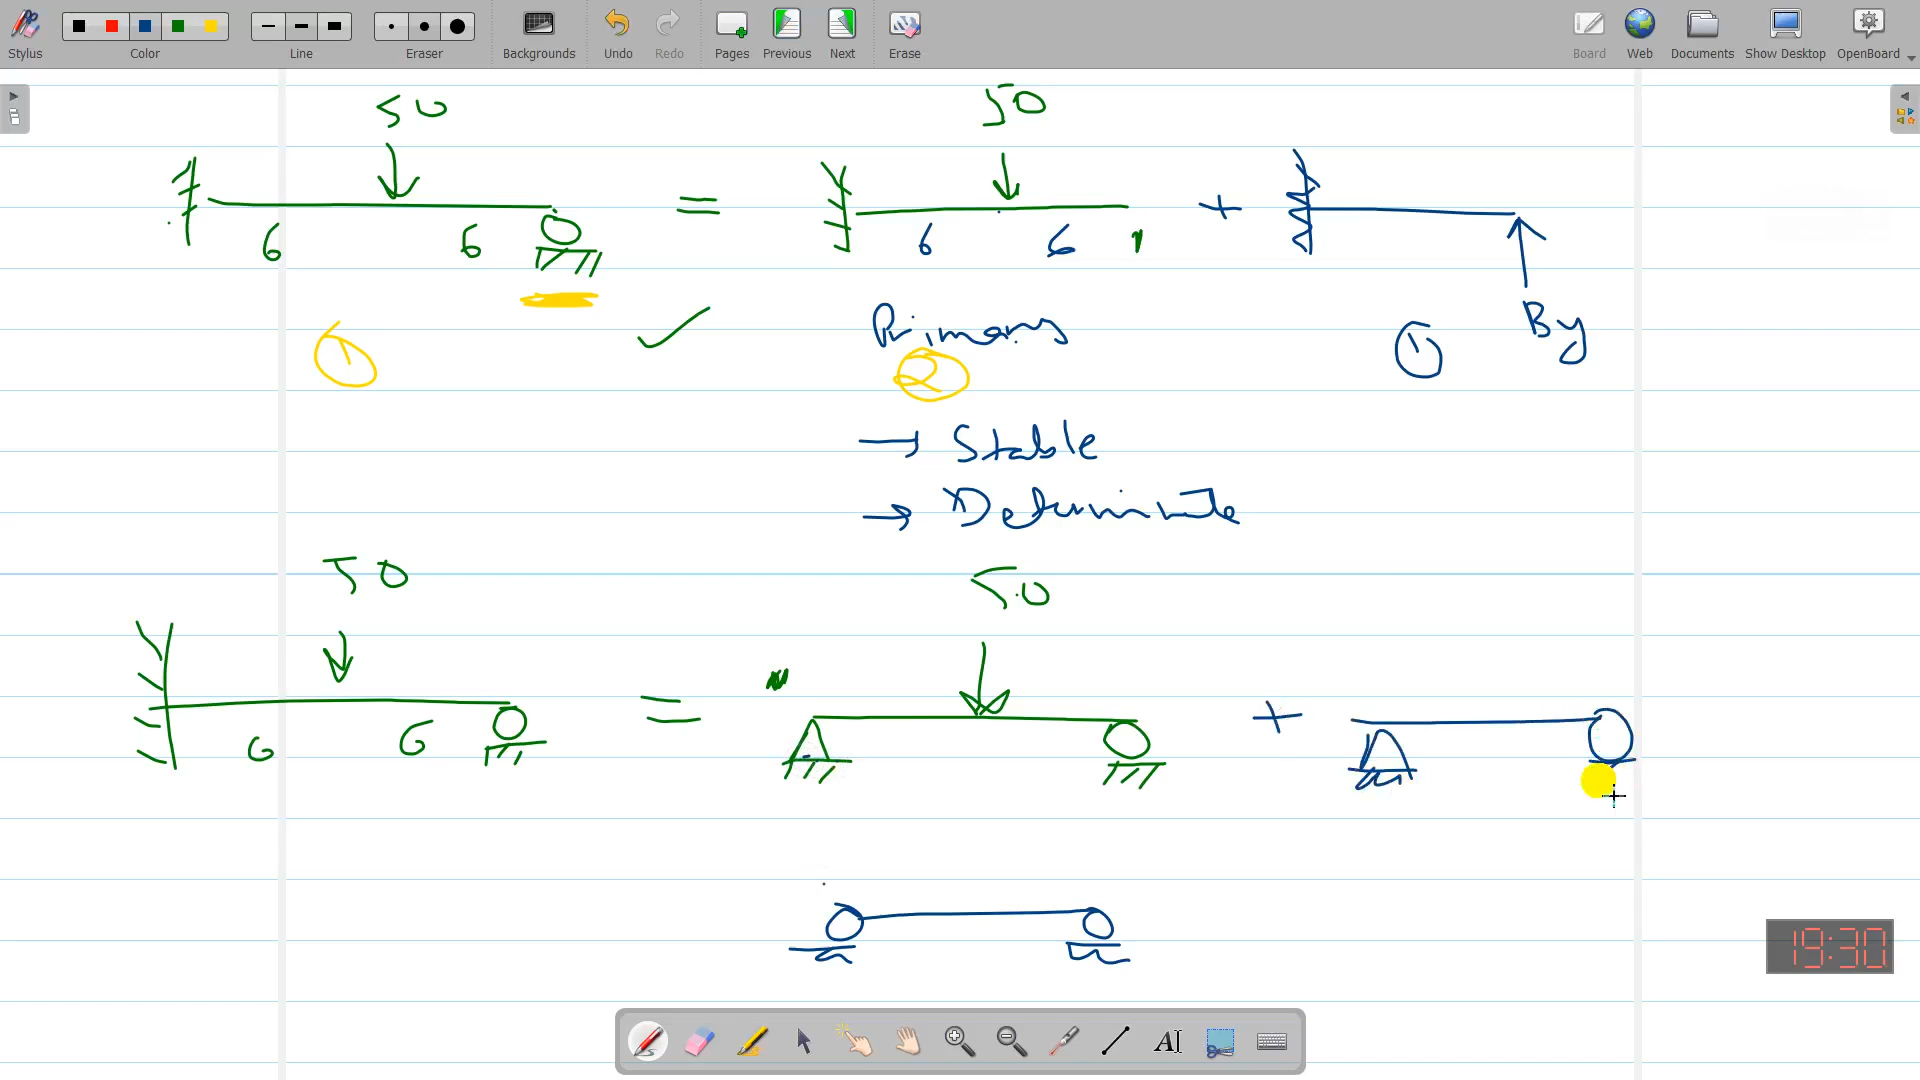 Stylus Color Line Eraser Backgrounds Undo Redo Pages Previous Next Erase Board Web Documents Show Desktop OpenBoard
50 50
= +
6 6 6 6
By
Primary
1 2 1
→ Stable
→ Determinate
50 50
= +
6 6
19:30